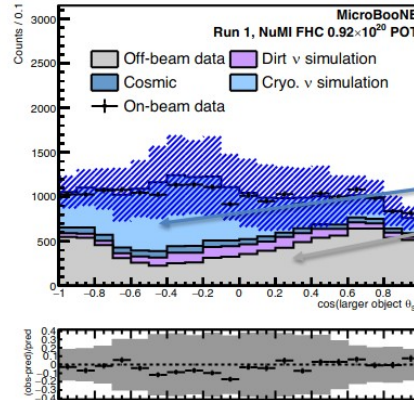 MicroBooNE
Run 1, NuMI FHC 0.92×10²⁰ POT
Counts / 0.1
3000
2500
2000
1500
1000
500
0
Off-beam data
Dirt ν simulation
Cosmic
Cryo. ν simulation
On-beam data
-1 -0.8 -0.6 -0.4 -0.2 0 0.2 0.4 0.6 0.8
cos(larger object θ
(obs-pred)/pred
0.4
0.3
0.2
0.1
0
-0.1
-0.2
-0.3
-0.4